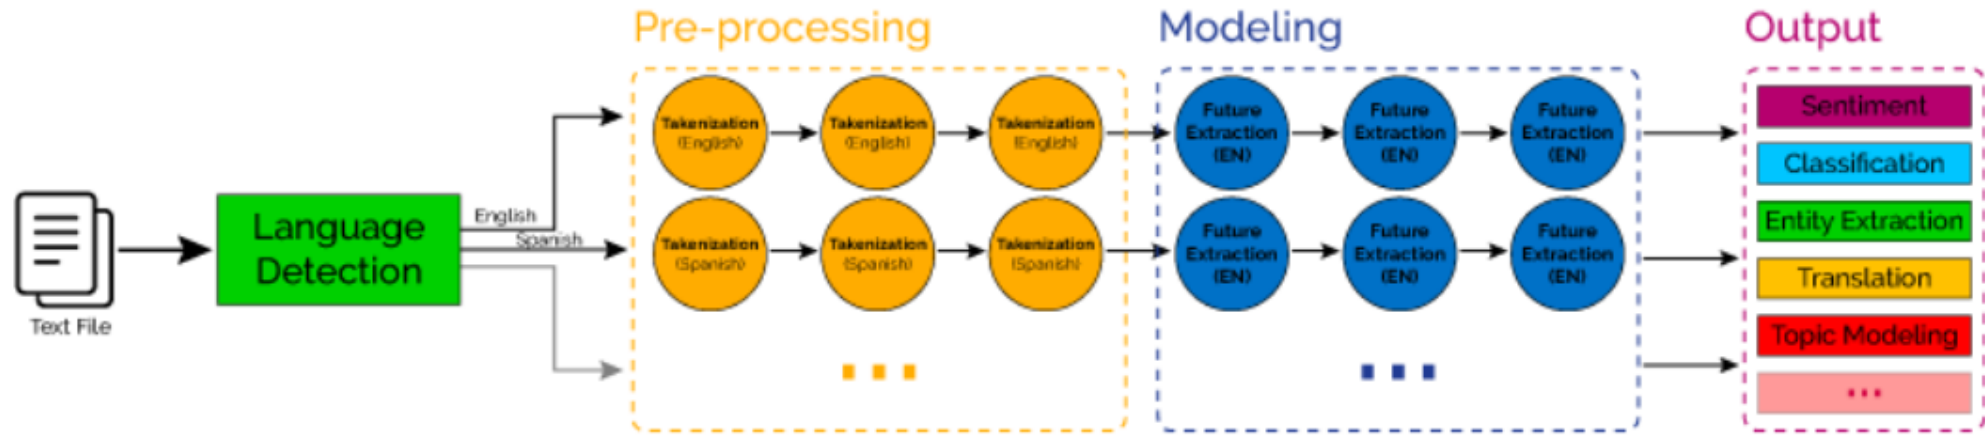 Pre-processing
Modeling
Output
Text File
Language
Detection
English
Spanish
Takenization
(English)
Takenization
(English)
Takenization
(English)
Takenization
(Spanish)
Takenization
(Spanish)
Takenization
(Spanish)
Future
Extraction
(EN)
Future
Extraction
(EN)
Future
Extraction
(EN)
Future
Extraction
(EN)
Future
Extraction
(EN)
Future
Extraction
(EN)
Sentiment
Classification
Entity Extraction
Translation
Topic Modeling
...